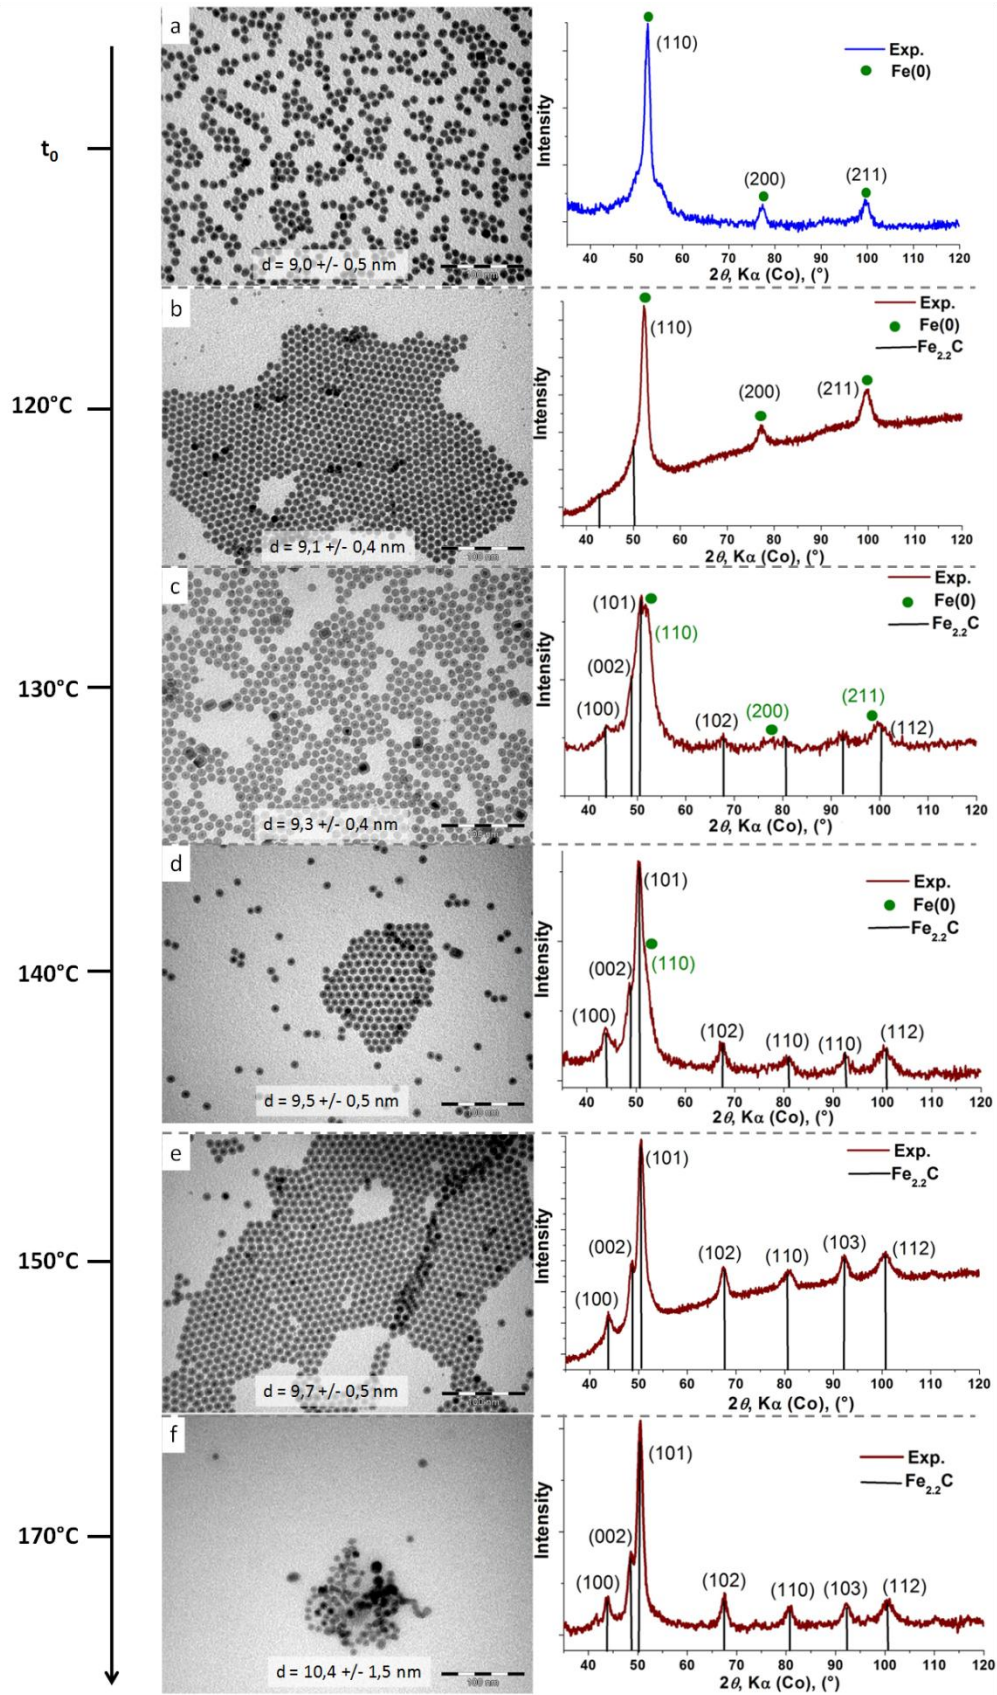 a
t0
d = 9,0 +/- 0,5 nm
100 nm
Intensity
(110)
(200)
(211)
Exp.
Fe(0)
40 50 60 70 80 90 100 110 120
2θ, Kα (Co), (°)
b
120°C
d = 9,1 +/- 0,4 nm
100 nm
Intensity
(110)
(200)
(211)
Exp.
Fe(0)
Fe2.2C
40 50 60 70 80 90 100 110 120
2θ, Kα (Co), (°)
c
130°C
d = 9,3 +/- 0,4 nm
Intensity
(100)
(002)
(101)
(110)
(102)
(200)
(211)
(112)
Exp.
Fe(0)
Fe2.2C
40 50 60 70 80 90 100 110 120
2θ, Kα (Co), (°)
d
140°C
d = 9,5 +/- 0,5 nm
100 nm
Intensity
(100)
(002)
(101)
(110)
(102)
(110)
(110)
(112)
Exp.
Fe(0)
Fe2.2C
40 50 60 70 80 90 100 110 120
2θ, Kα (Co), (°)
e
150°C
d = 9,7 +/- 0,5 nm
100 nm
Intensity
(100)
(002)
(101)
(102)
(110)
(103)
(112)
Exp.
Fe2.2C
40 50 60 70 80 90 100 110 120
2θ, Kα (Co), (°)
f
170°C
d = 10,4 +/- 1,5 nm
100 nm
Intensity
(100)
(002)
(101)
(102)
(110)
(103)
(112)
Exp.
Fe2.2C
40 50 60 70 80 90 100 110 120
2θ, Kα (Co), (°)